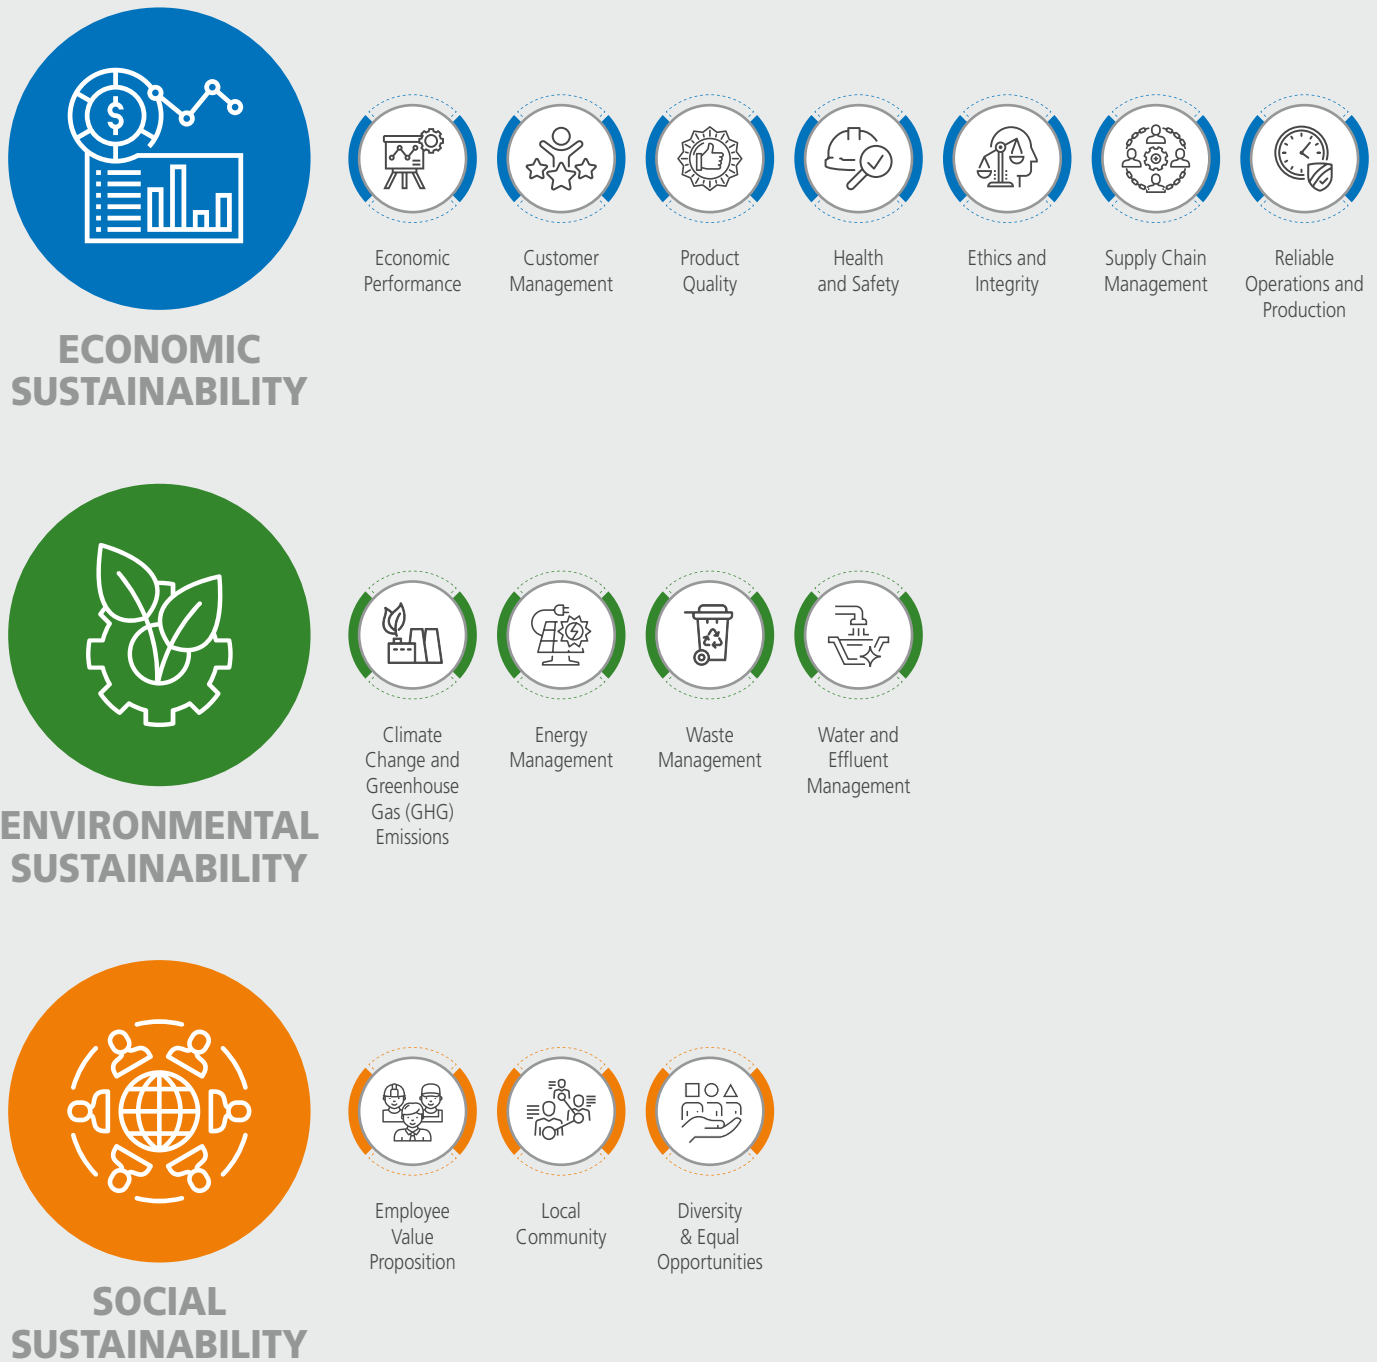 $
Economic
Performance
Customer
Management
Product
Quality
Health
and Safety
Ethics and
Integrity
Supply Chain
Management
Reliable
Operations and
Production
ECONOMIC
SUSTAINABILITY
Climate
Change and
Greenhouse
Gas (GHG)
Emissions
Energy
Management
Waste
Management
Water and
Effluent
Management
ENVIRONMENTAL
SUSTAINABILITY
Employee
Value
Proposition
Local
Community
Diversity
& Equal
Opportunities
SOCIAL
SUSTAINABILITY